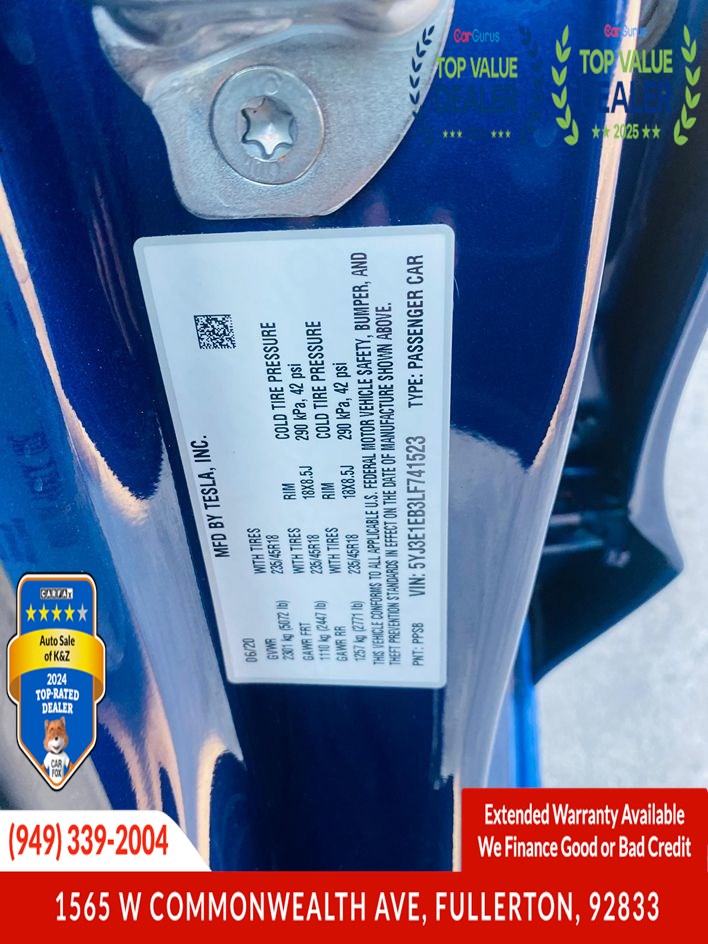 CarGurus
TOP VALUE
DEALER
CarGurus
TOP VALUE
DEALER
2025
MFD BY TESLA, INC.
06/20
GVWR WITH TIRES RIM COLD TIRE PRESSURE
2301 kg (5072 lb) 235/45R18 18X8.5J 290 kPa, 42 psi
GAWR FRT WITH TIRES RIM COLD TIRE PRESSURE
1110 kg (2447 lb) 235/45R18 18X8.5J 290 kPa, 42 psi
GAWR RR WITH TIRES
1257 kg (2771 lb) 235/45R18
THIS VEHICLE CONFORMS TO ALL APPLICABLE U.S. FEDERAL MOTOR VEHICLE SAFETY, BUMPER, AND
THEFT PREVENTION STANDARDS IN EFFECT ON THE DATE OF MANUFACTURE SHOWN ABOVE.
PNT: PPSB VIN: 5YJ3E1EB3LF741523 TYPE: PASSENGER CAR
CARFAX
Auto Sale
of K&Z
2024
TOP-RATED
DEALER
CAR
FOX
(949) 339-2004
Extended Warranty Available
We Finance Good or Bad Credit
1565 W COMMONWEALTH AVE, FULLERTON, 92833